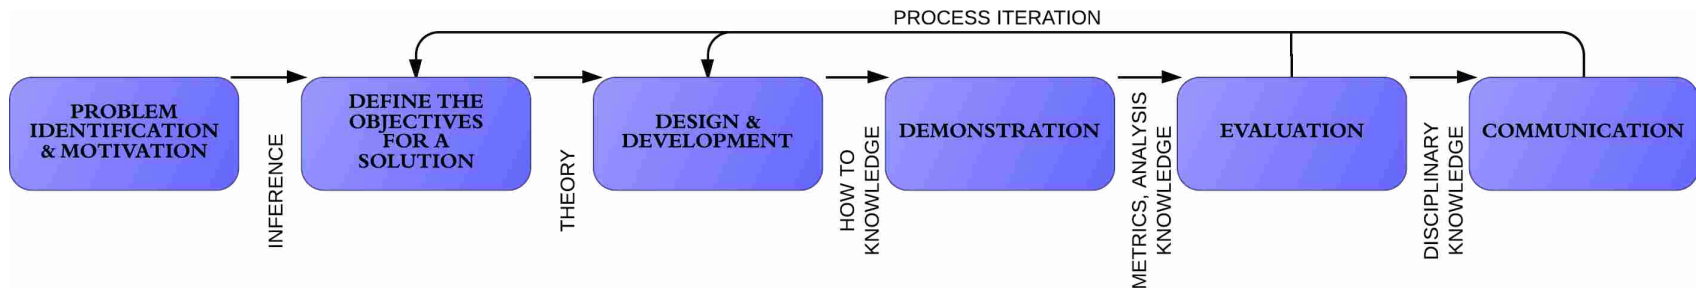 PROCESS ITERATION
PROBLEM
IDENTIFICATION
& MOTIVATION
INFERENCE
DEFINE THE
OBJECTIVES
FOR A
SOLUTION
THEORY
DESIGN &
DEVELOPMENT
HOW TO
KNOWLEDGE
DEMONSTRATION
METRICS, ANALYSIS
KNOWLEDGE
EVALUATION
DISCIPLINARY
KNOWLEDGE
COMMUNICATION